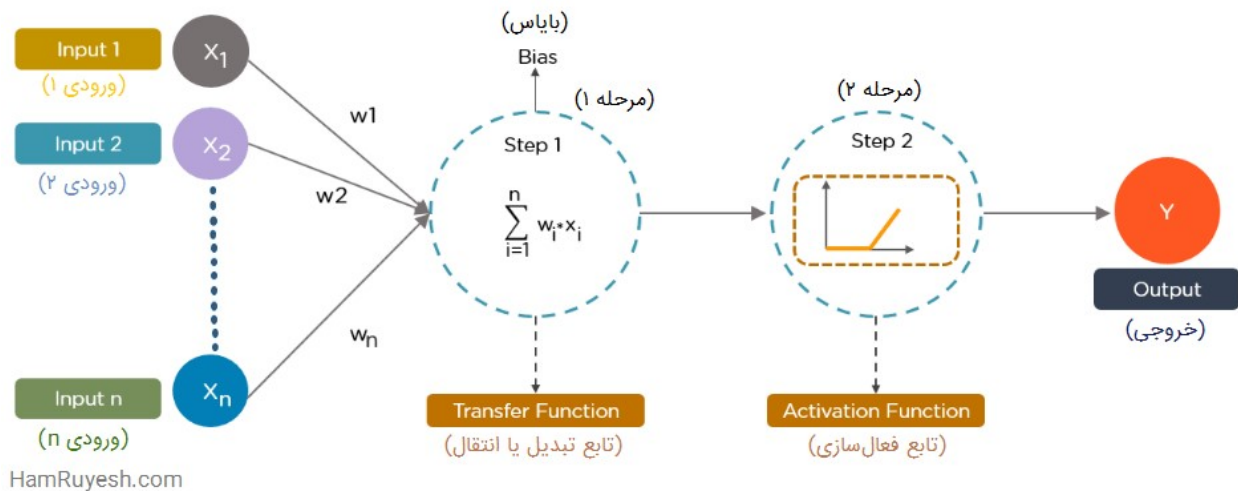 Input 1
(ورودی ۱)
X1
Input 2
(ورودی ۲)
X2
Input n
(ورودی n)
Xn
w1
w2
wn
(بایاس)
Bias
(مرحله ۱)
Step 1
n
∑ wi*xi
i=1
Transfer Function
(تابع تبدیل یا انتقال)
(مرحله ۲)
Step 2
Activation Function
(تابع فعال‌سازی)
Y
Output
(خروجی)
HamRuyesh.com